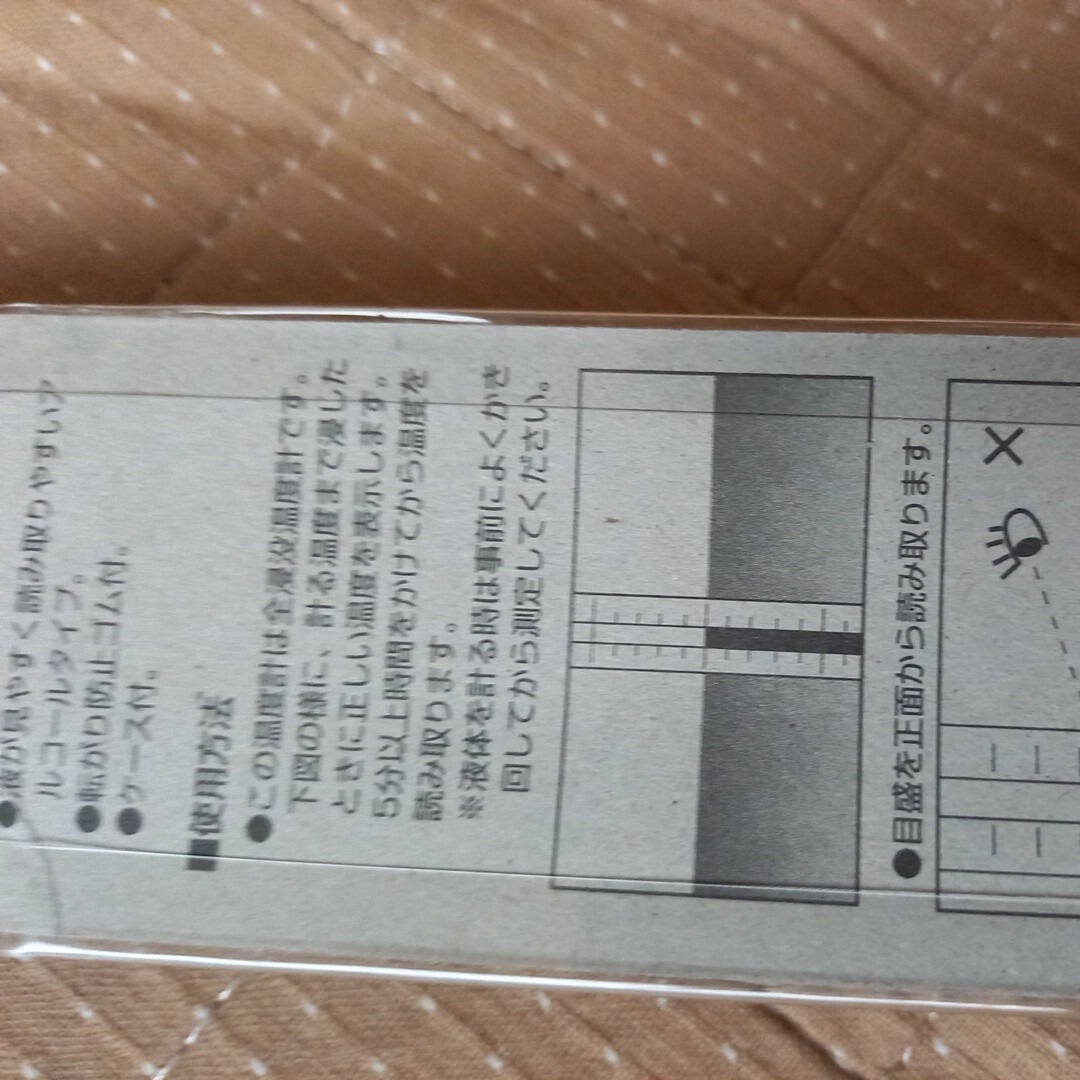 ●液が見やすく読み取りやすいア
ルコールタイプ。
●転がり防止ゴム付。
●ケース付。
■使用方法
●この温度計は全浸没温度計です。
下図の様に、計る温度まで浸した
ときに正しい温度を表示します。
5分以上時間をかけてから温度を
読み取ります。
※液体を計る時は事前によくかき
回してから測定してください。
●目盛を正面から読み取ります。
×